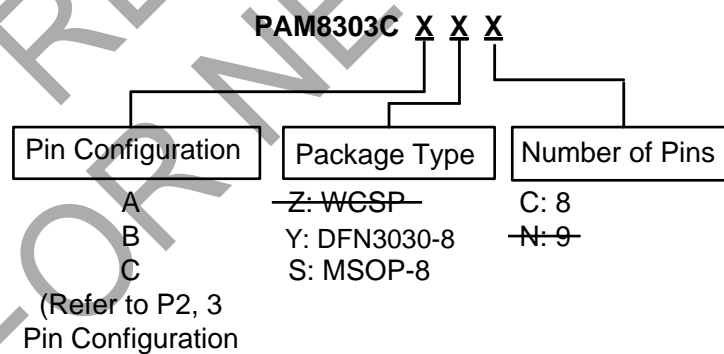 PAM8303C X X X
Pin Configuration
A
B
C
(Refer to P2, 3
Pin Configuration
Package Type
Z: WCSP
Y: DFN3030-8
S: MSOP-8
Number of Pins
C: 8
N: 9